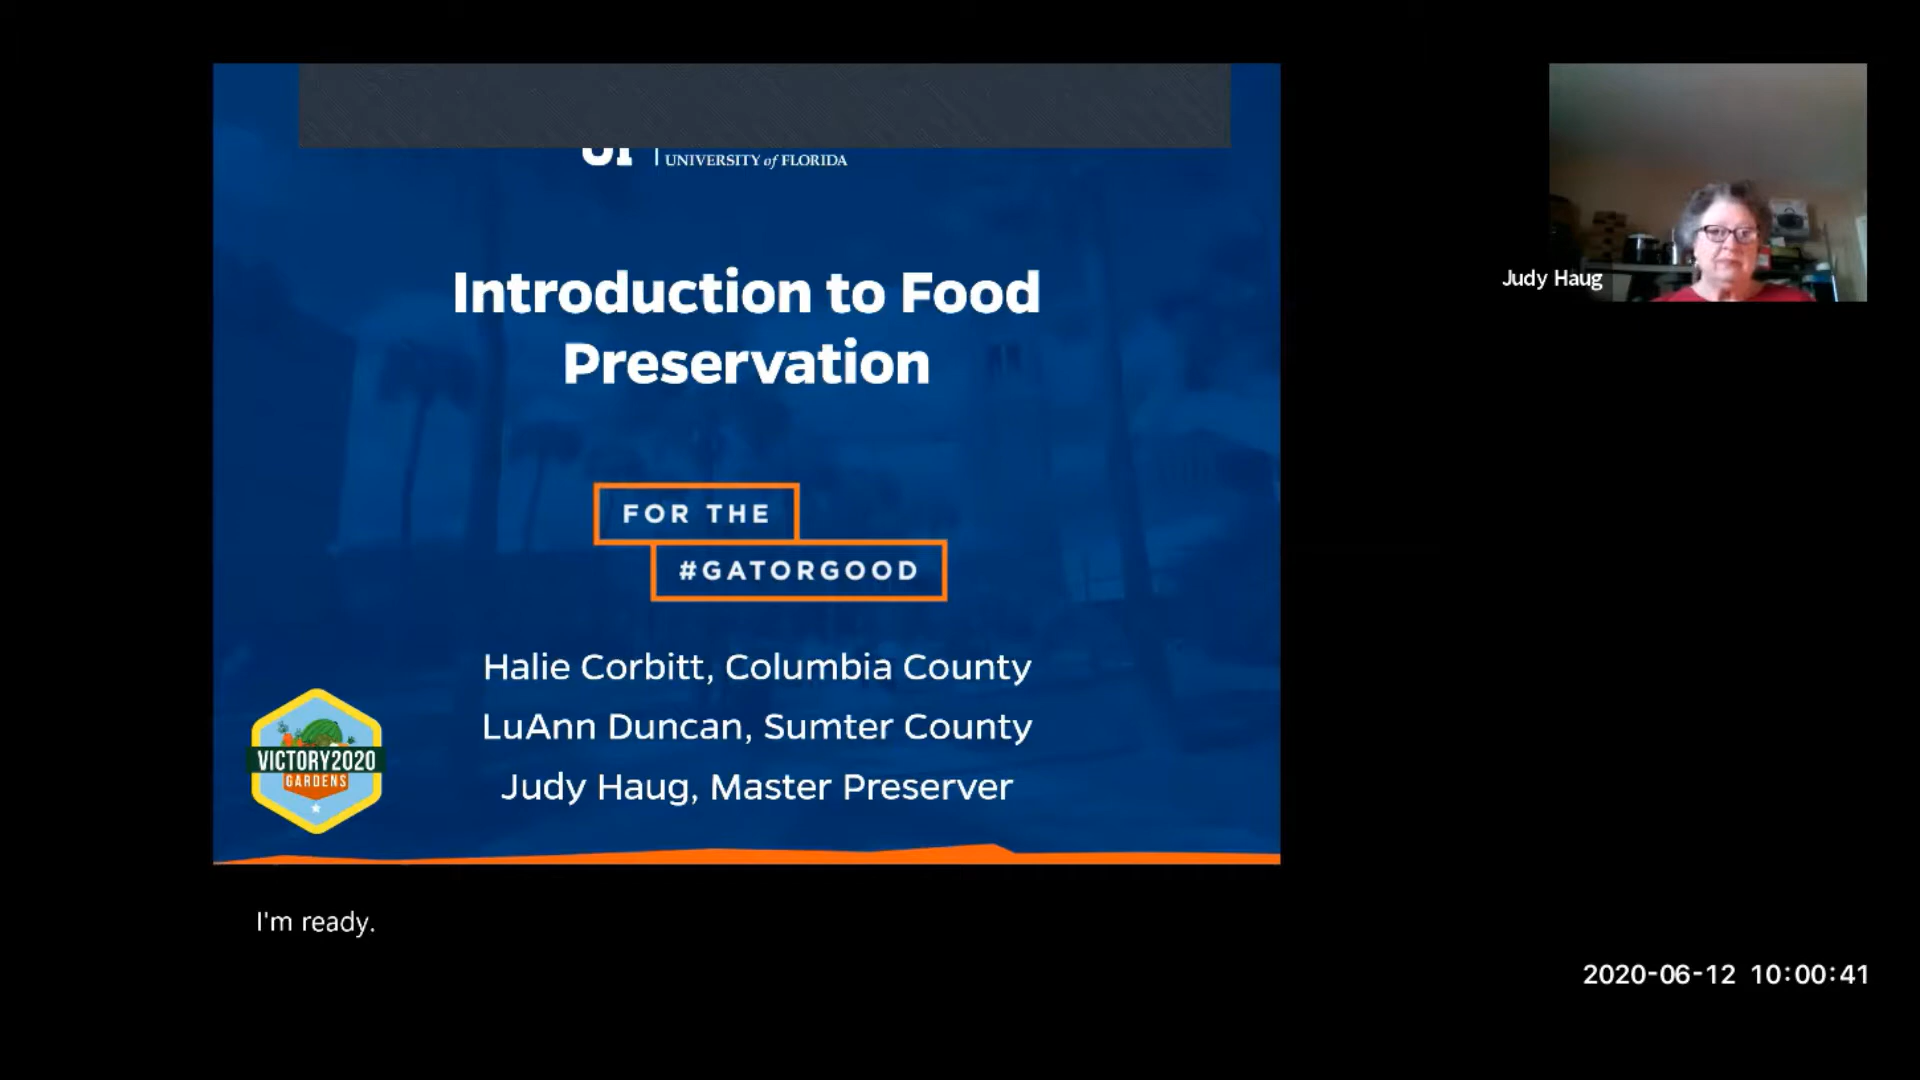 UNIVERSITY of FLORIDA
Introduction to Food
Preservation
FOR THE
#GATORGOOD
Halie Corbitt, Columbia County
LuAnn Duncan, Sumter County
Judy Haug, Master Preserver
VICTORY2020
GARDENS
Judy Haug
I'm ready.
2020-06-12 10:00:41